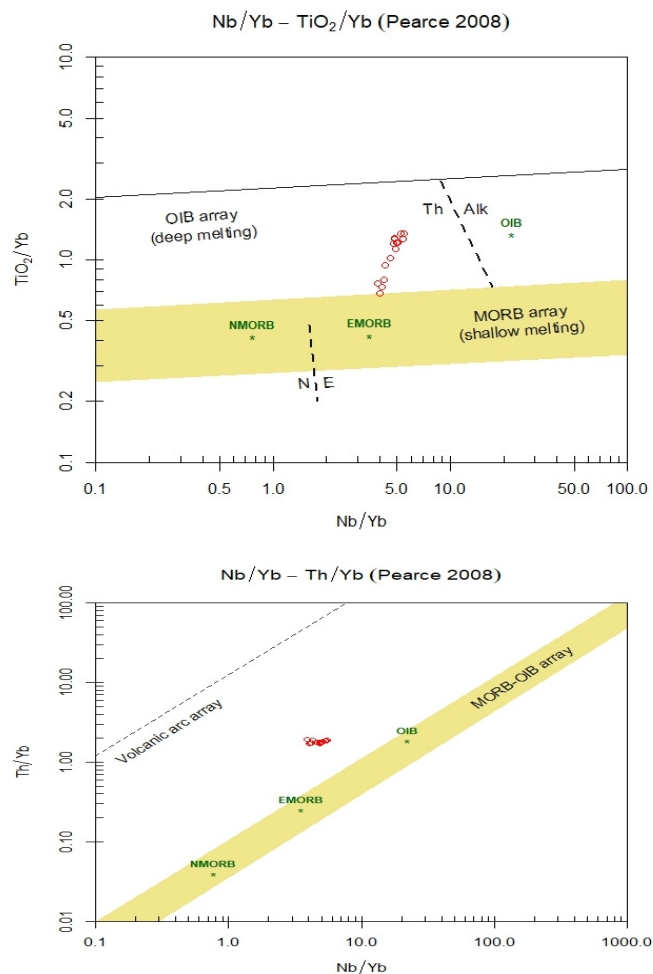 Nb/Yb – TiO2/Yb (Pearce 2008)
10.0
5.0
2.0
1.0
0.5
0.2
0.1
TiO2/Yb
OIB array
(deep melting)
Th Alk
OIB
*
MORB array
(shallow melting)
NMORB
*
EMORB
*
N E
0.1 0.5 1.0 5.0 10.0 50.0 100.0
Nb/Yb
Nb/Yb – Th/Yb (Pearce 2008)
100.00
10.00
1.00
0.10
0.01
Th/Yb
Volcanic arc array
MORB-OIB array
OIB
*
EMORB
*
NMORB
*
0.1 1.0 10.0 100.0 1000.0
Nb/Yb